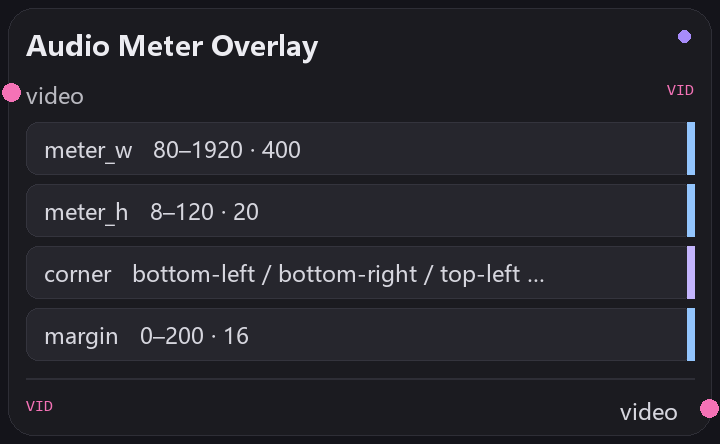 Audio Meter Overlay
video VID
meter_w 80–1920 · 400
meter_h 8–120 · 20
corner bottom-left / bottom-right / top-left …
margin 0–200 · 16
VID video